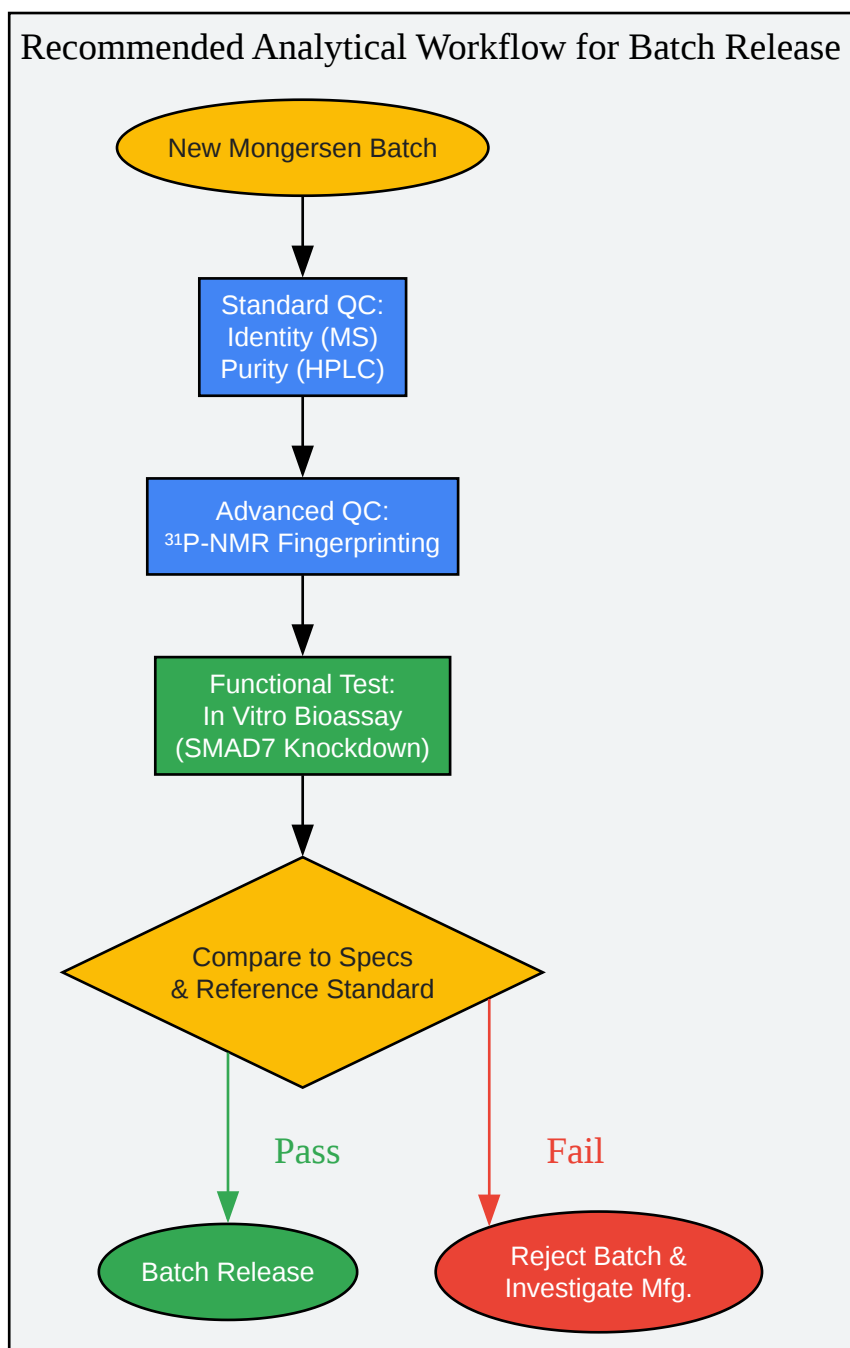 Recommended Analytical Workflow for Batch Release
New Mongersen Batch
Standard QC:
Identity (MS)
Purity (HPLC)
Advanced QC:
³¹P-NMR Fingerprinting
Functional Test:
In Vitro Bioassay
(SMAD7 Knockdown)
Compare to Specs
& Reference Standard
Pass
Fail
Batch Release
Reject Batch &
Investigate Mfg.